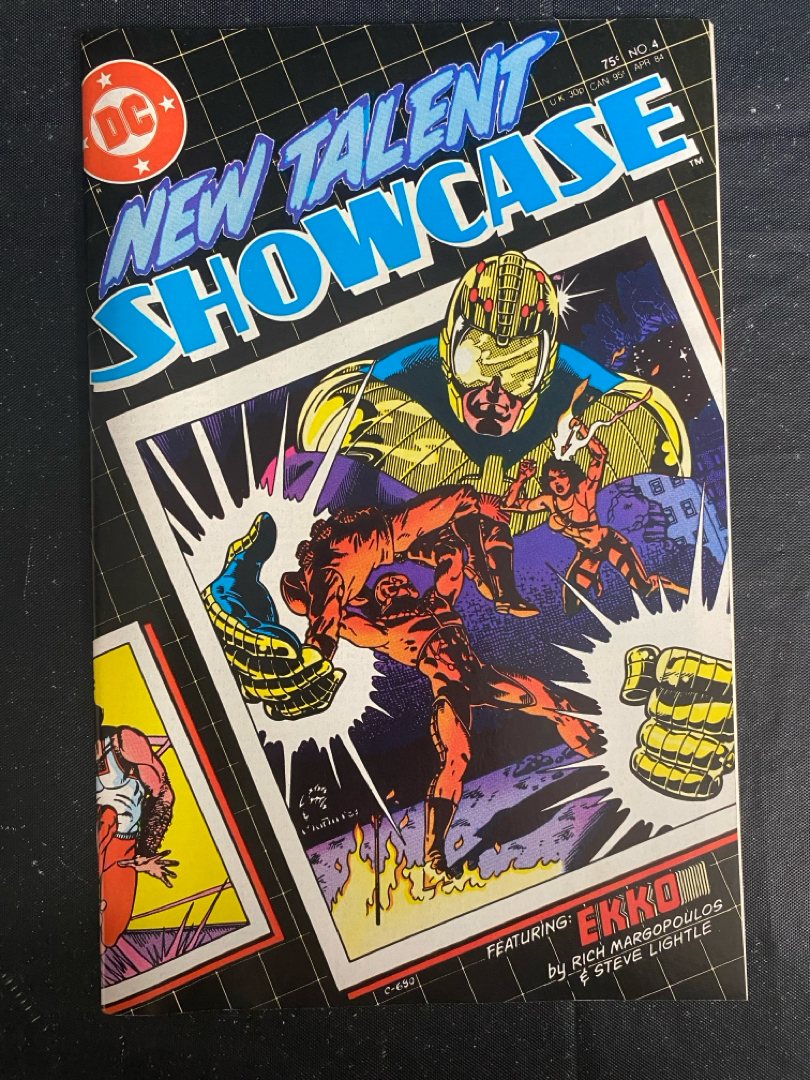 DC
®
75¢ NO 4
U.K. 30p CAN 95¢ APR 84
NEW TALENT
SHOWCASE
TM
FEATURING: EKKO
by RICH MARGOPOULOS
& STEVE LIGHTLE
C-690